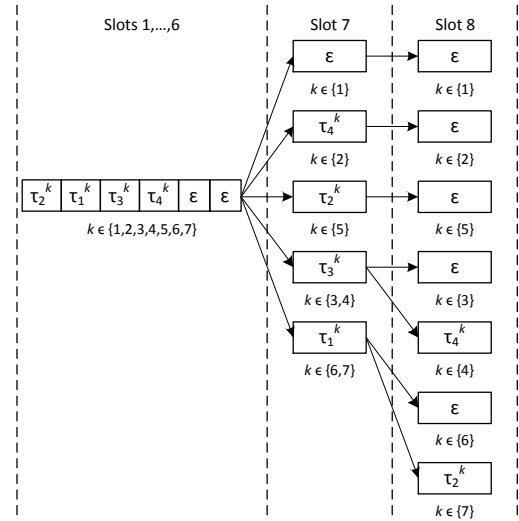 Slots 1,...,6 Slot 7 Slot 8
ε ε
k ϵ {1} k ϵ {1}
τ₄ᵏ ε
k ϵ {2} k ϵ {2}
τ₂ᵏ τ₁ᵏ τ₃ᵏ τ₄ᵏ ε ε τ₂ᵏ ε
k ϵ {1,2,3,4,5,6,7} k ϵ {5} k ϵ {5}
τ₃ᵏ ε
k ϵ {3,4} k ϵ {3}
τ₁ᵏ τ₄ᵏ
k ϵ {6,7} k ϵ {4}
ε
k ϵ {6}
τ₂ᵏ
k ϵ {7}